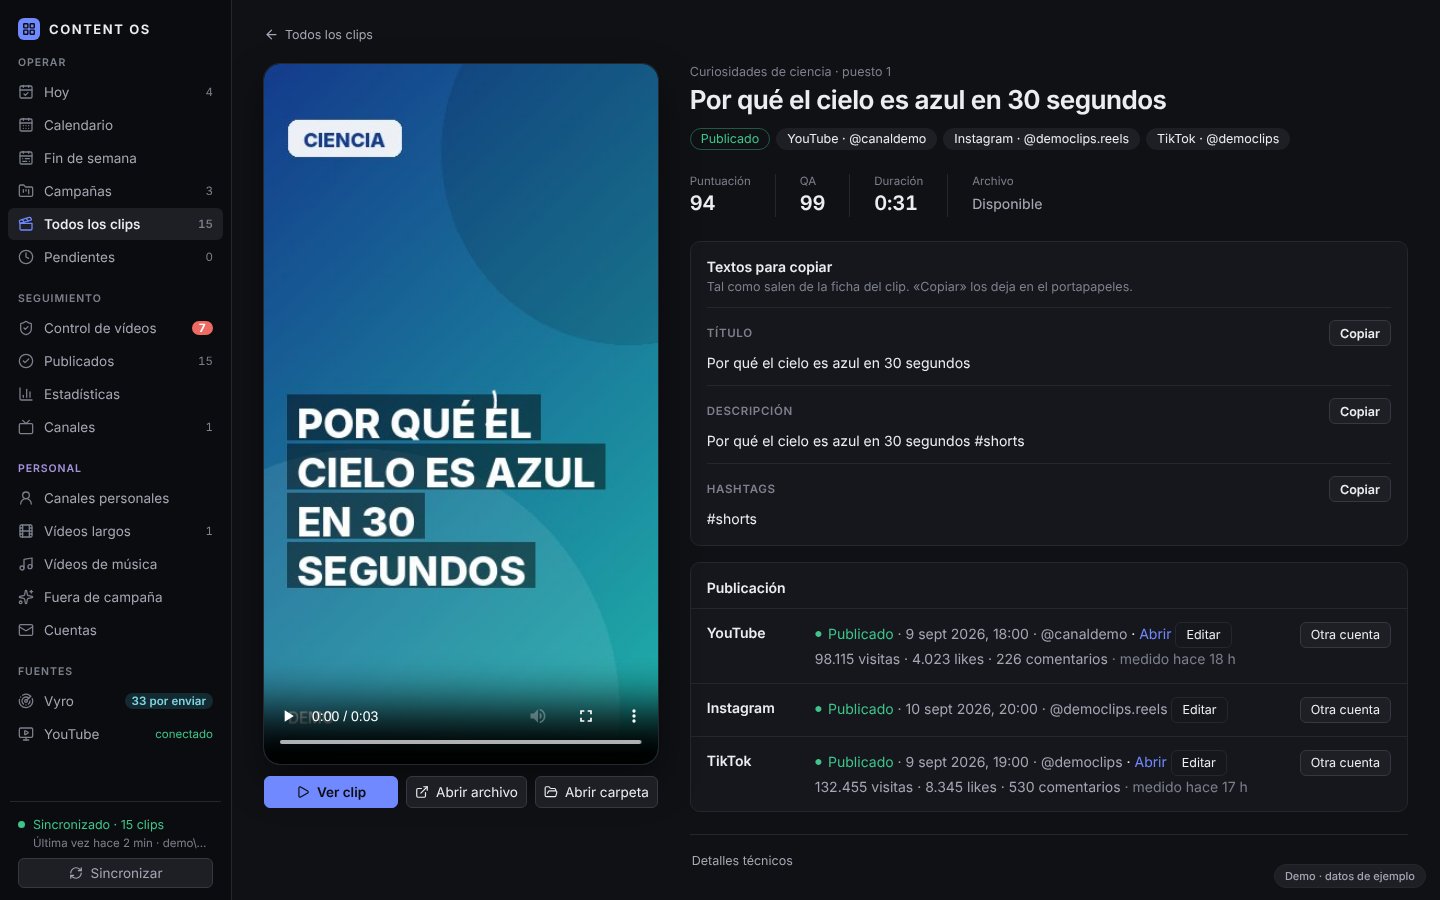 CONTENT OS
OPERAR
Hoy 4
Calendario
Fin de semana
Campañas 3
Todos los clips 15
Pendientes 0
SEGUIMIENTO
Control de vídeos 7
Publicados 15
Estadísticas
Canales 1
PERSONAL
Canales personales
Vídeos largos 1
Vídeos de música
Fuera de campaña
Cuentas
FUENTES
Vyro 33 por enviar
YouTube conectado
Sincronizado · 15 clips
Última vez hace 2 min · demo\...
Sincronizar
Todos los clips
CIENCIA
POR QUÉ EL
CIELO ES AZUL
EN 30
SEGUNDOS
0:00 / 0:03
Ver clip
Abrir archivo
Abrir carpeta
Curiosidades de ciencia · puesto 1
Por qué el cielo es azul en 30 segundos
Publicado YouTube · @canaldemo Instagram · @democlips.reels TikTok · @democlips
Puntuación QA Duración Archivo
94 99 0:31 Disponible
Textos para copiar
Tal como salen de la ficha del clip. «Copiar» los deja en el portapapeles.
TÍTULO Copiar
Por qué el cielo es azul en 30 segundos
DESCRIPCIÓN Copiar
Por qué el cielo es azul en 30 segundos #shorts
HASHTAGS Copiar
#shorts
Publicación
YouTube Publicado · 9 sept 2026, 18:00 · @canaldemo · Abrir Editar Otra cuenta
98.115 visitas · 4.023 likes · 226 comentarios · medido hace 18 h
Instagram Publicado · 10 sept 2026, 20:00 · @democlips.reels Editar Otra cuenta
TikTok Publicado · 9 sept 2026, 19:00 · @democlips · Abrir Editar Otra cuenta
132.455 visitas · 8.345 likes · 530 comentarios · medido hace 17 h
Detalles técnicos
Demo · datos de ejemplo